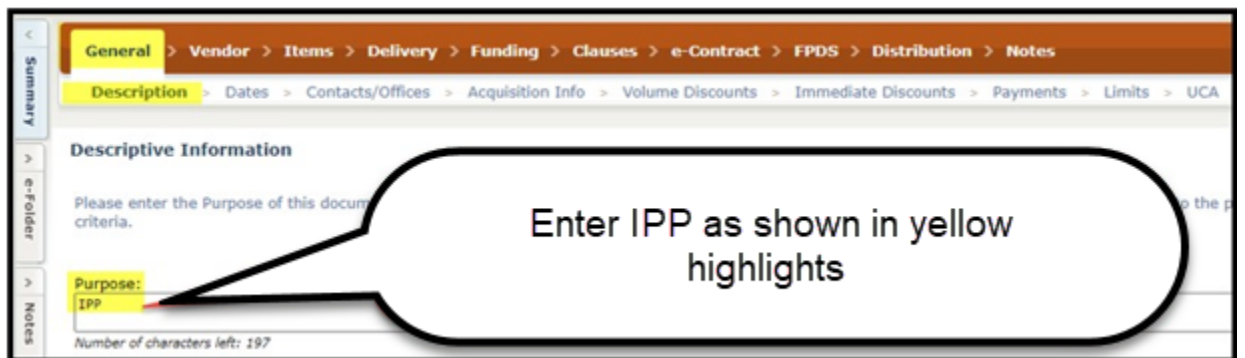 General > Vendor > Items > Delivery > Funding > Clauses > e-Contract > FPDS > Distribution > Notes
Description > Dates > Contacts/Offices > Acquisition Info > Volume Discounts > Immediate Discounts > Payments > Limits > UCA
Summary
Descriptive Information
> e-Folder
Please enter the Purpose of this
criteria.
Enter IPP as shown in yellow
highlights
Purpose:
IPP
> Notes
Number of characters left: 197